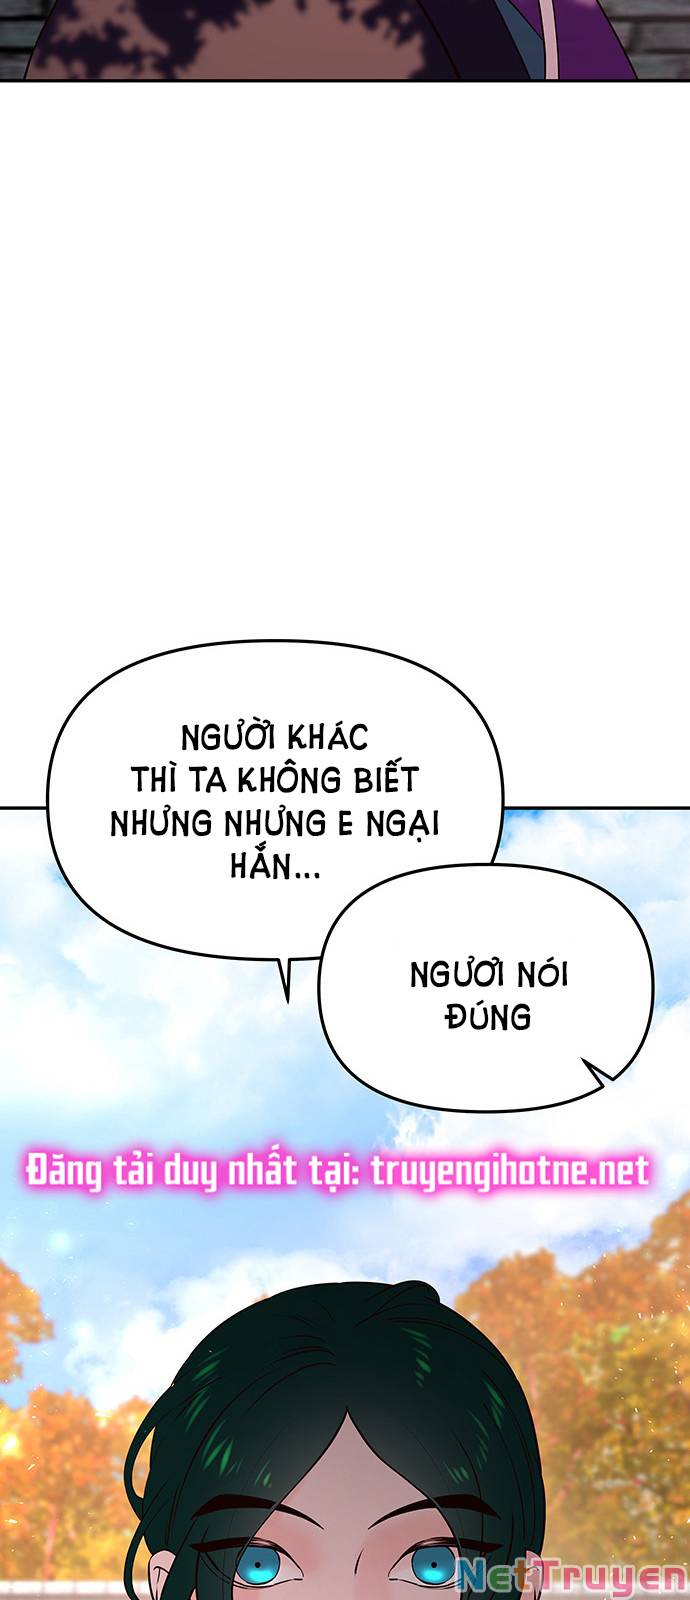 NGƯỜI KHÁC
THÌ TA KHÔNG BIẾT
NHƯNG NHƯNG E NGẠI
HẮN...
NGƯƠI NÓI
ĐÚNG
Đăng tải duy nhất tại: truyengihotne.net
NetTruyen